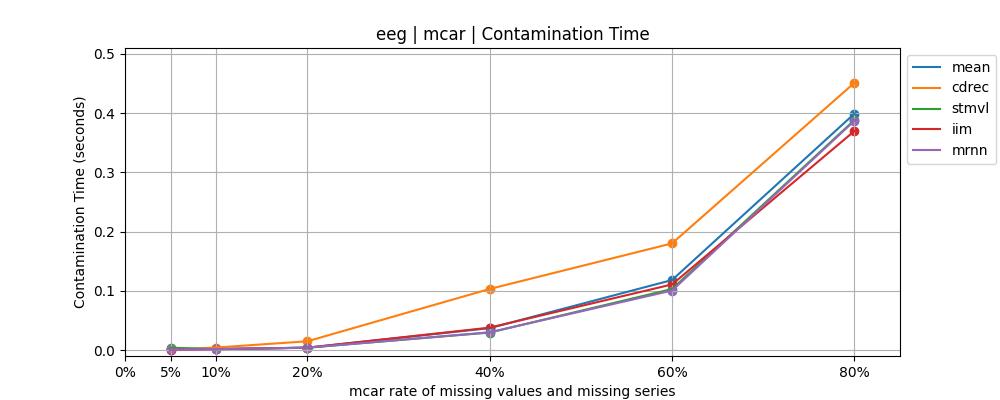 eeg | mcar | Contamination Time
Contamination Time (seconds)
0.5
0.4
0.3
0.2
0.1
0.0
0%
5%
10%
20%
40%
60%
80%
mcar rate of missing values and missing series
mean
cdrec
stmvl
iim
mrnn